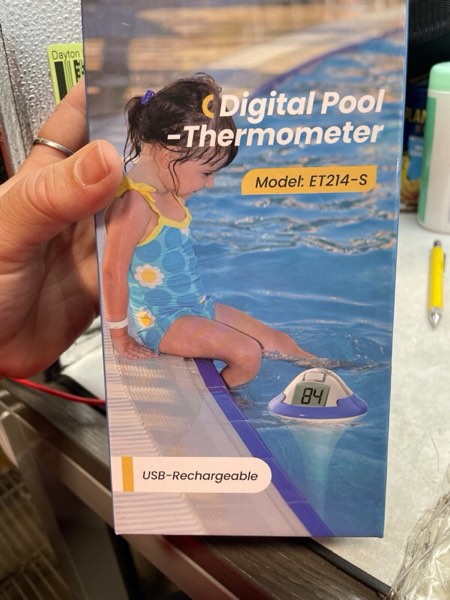 Dayton
Digital Pool
-Thermometer
Model: ET214-S
84
USB-Rechargeable